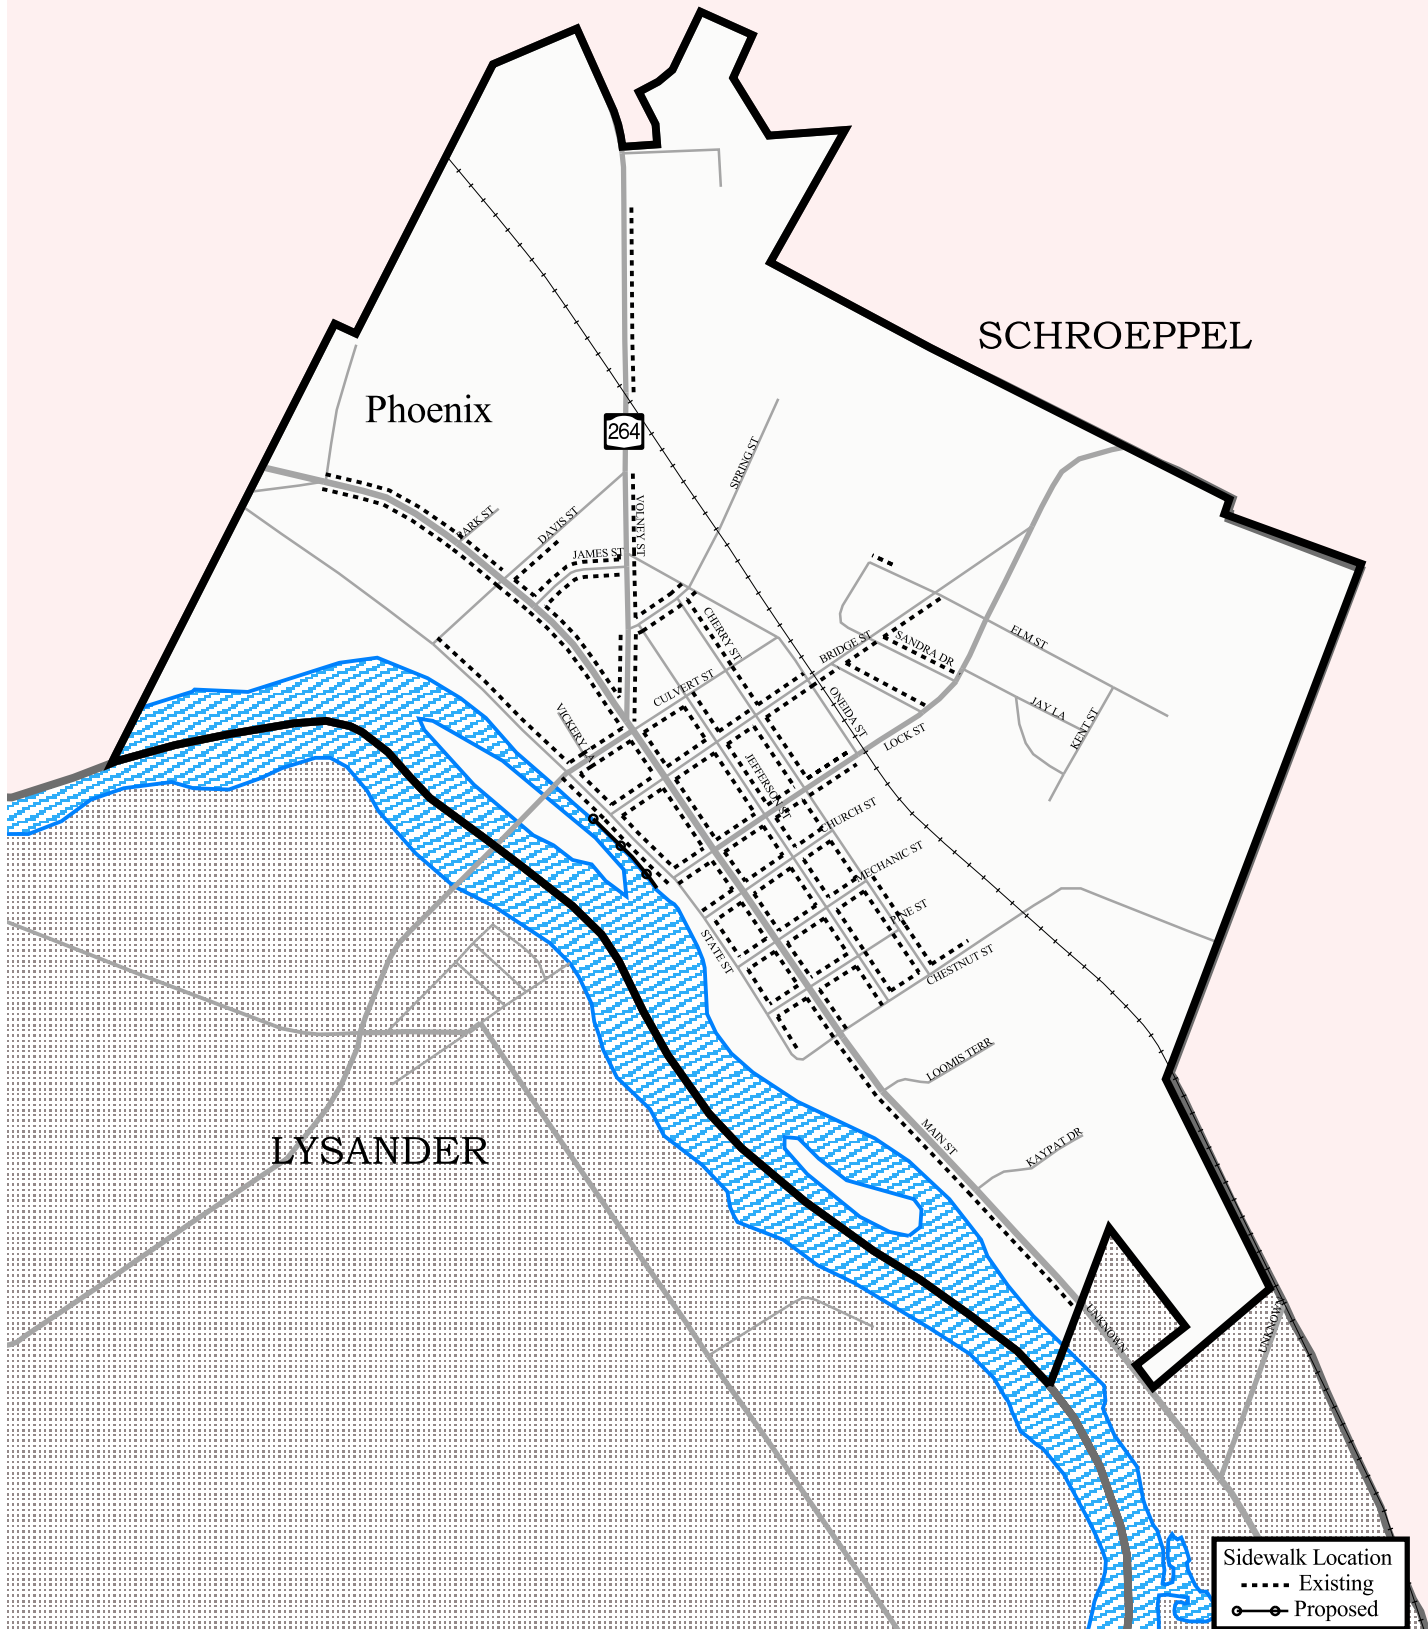 SCHROEPPEL
Phoenix
264
SPRING ST
PARK ST
DAVIS ST
VOLNEY ST
JAMES ST
CHERRY ST
ELM ST
BRIDGE ST
SANDRA DR
CULVERT ST
ONEIDA ST
JAY LA
KENT ST
VICKERY
LOCK ST
JEFFERSON ST
CHURCH ST
MECHANIC ST
PINE ST
STATE ST
CHESTNUT ST
LOOMIS TERR
MAIN ST
KAYPAT DR
LYSANDER
UNKNOWN
UNKNOWN
Sidewalk Location
Existing
Proposed